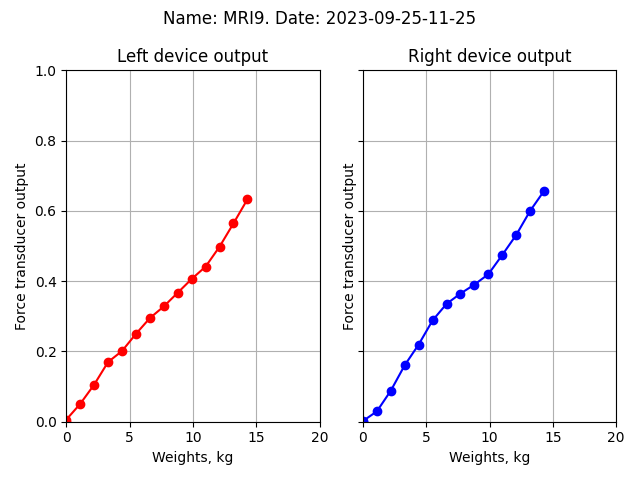 Name: MRI9. Date: 2023-09-25-11-25
Left device output
Right device output
1.0
0.8
0.6
0.4
0.2
0.0
Force transducer output
Force transducer output
0 5 10 15 20
0 5 10 15 20
Weights, kg
Weights, kg